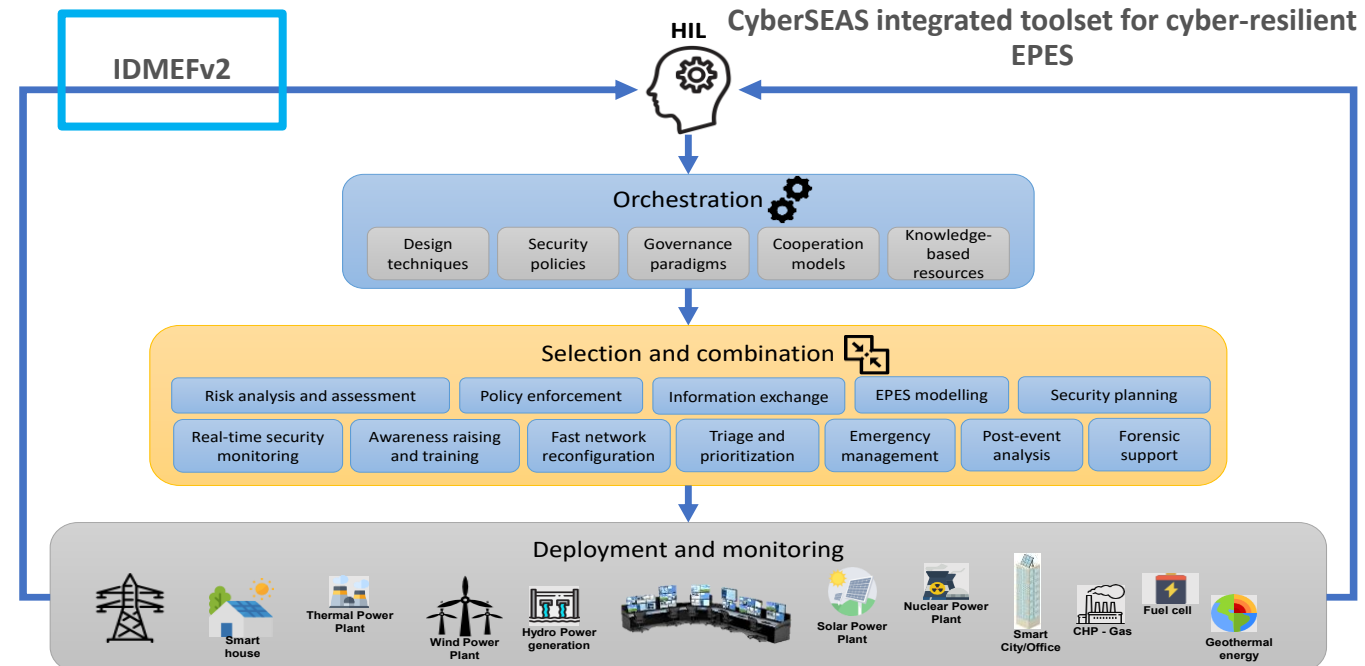 CyberSEAS integrated toolset for cyber-resilient
EPES
HIL
IDMEFv2
Orchestration
Design
techniques
Security
policies
Governance
paradigms
Cooperation
models
Knowledge-
based
resources
Selection and combination
Risk analysis and assessment
Policy enforcement
Information exchange
EPES modelling
Security planning
Real-time security
monitoring
Awareness raising
and training
Fast network
reconfiguration
Triage and
prioritization
Emergency
management
Post-event
analysis
Forensic
support
Deployment and monitoring
Smart
house
Thermal Power
Plant
Wind Power
Plant
Hydro Power
generation
Solar Power
Plant
Nuclear Power
Plant
Smart
City/Office
CHP - Gas
Fuel cell
Geothermal
energy